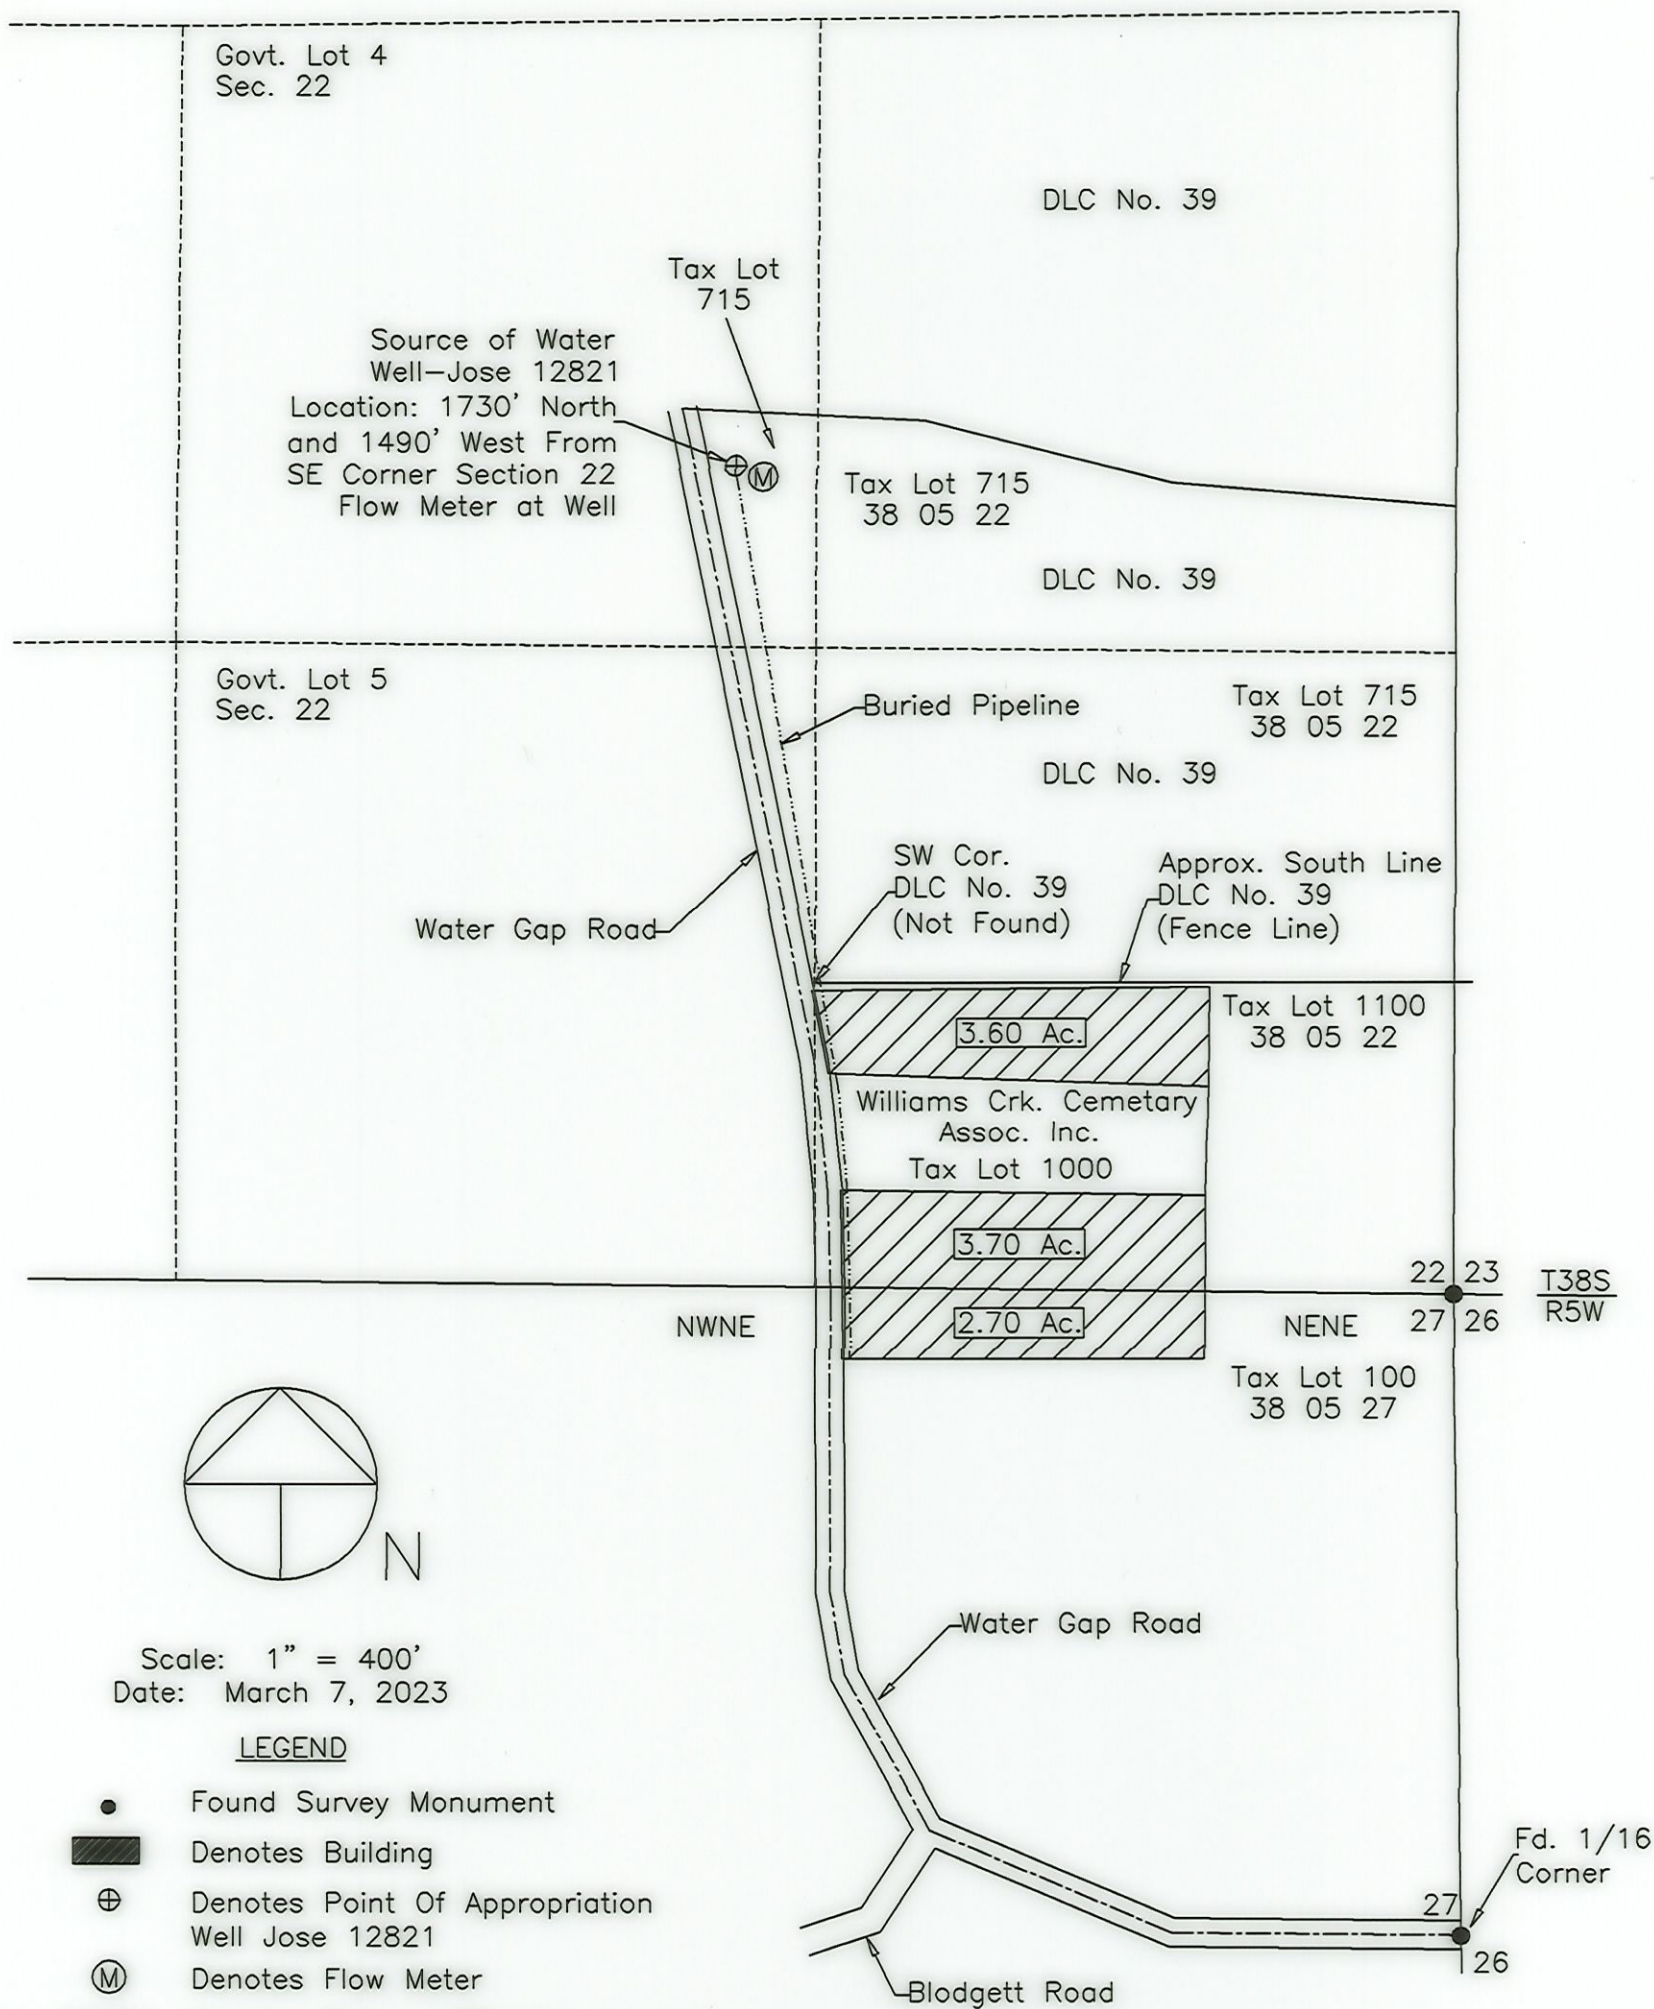 Govt. Lot 4
Sec. 22
DLC No. 39
Tax Lot
715
Source of Water
Well-Jose 12821
Location: 1730' North
and 1490' West From
SE Corner Section 22
Flow Meter at Well
M
Tax Lot 715
38 05 22
DLC No. 39
Govt. Lot 5
Sec. 22
Buried Pipeline
Tax Lot 715
38 05 22
DLC No. 39
Water Gap Road
SW Cor.
DLC No. 39
(Not Found)
Approx. South Line
DLC No. 39
(Fence Line)
3.60 Ac.
Tax Lot 1100
38 05 22
Williams Crk. Cemetary
Assoc. Inc.
Tax Lot 1000
3.70 Ac.
2.70 Ac.
NWNE
NENE
22 23
27 26
T38S
R5W
Tax Lot 100
38 05 27
N
Scale: 1" = 400'
Date: March 7, 2023
Water Gap Road
LEGEND
Found Survey Monument
Denotes Building
Denotes Point Of Appropriation
Well Jose 12821
M Denotes Flow Meter
Blodgett Road
Fd. 1/16
Corner
27
26